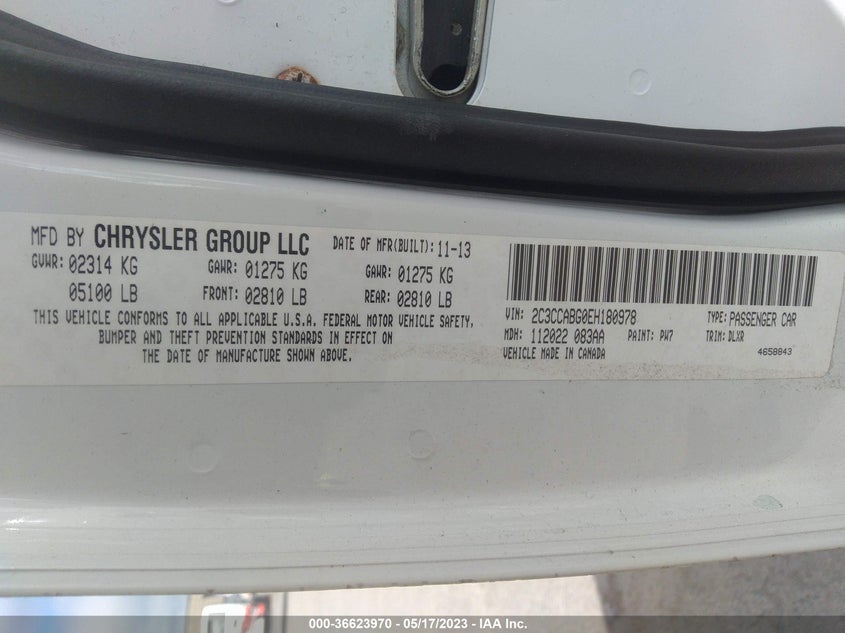 MFD BY CHRYSLER GROUP LLC DATE OF MFR(BUILT): 11-13
GVWR: 02314 KG GAWR: 01275 KG GAWR: 01275 KG
05100 LB FRONT: 02810 LB REAR: 02810 LB
THIS VEHICLE CONFORMS TO ALL APPLICABLE U.S.A. FEDERAL MOTOR VEHICLE SAFETY,
BUMPER AND THEFT PREVENTION STANDARDS IN EFFECT ON
THE DATE OF MANUFACTURE SHOWN ABOVE.
VIN: 2C3CCABG0EH180978 TYPE: PASSENGER CAR
MDH: 112022 083AA PAINT: PW7 TRIM: DLXR
VEHICLE MADE IN CANADA 4658843
000-36623970 - 05/17/2023 - IAA Inc.